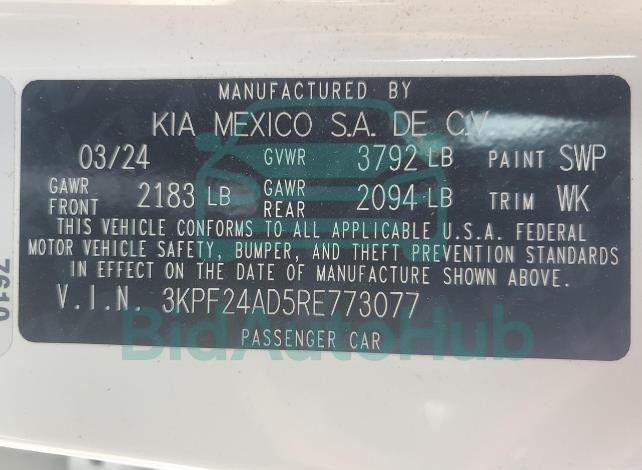 MANUFACTURED BY
KIA MEXICO S.A. DE C.V
03/24 GVWR 3792 LB PAINT SWP
GAWR FRONT 2183 LB GAWR REAR 2094 LB TRIM WK
THIS VEHICLE CONFORMS TO ALL APPLICABLE U.S.A. FEDERAL
MOTOR VEHICLE SAFETY, BUMPER, AND THEFT PREVENTION STANDARDS
IN EFFECT ON THE DATE OF MANUFACTURE SHOWN ABOVE.
V.I.N. 3KPF24AD5RE773077
BidAutoHub
PASSENGER CAR
7610